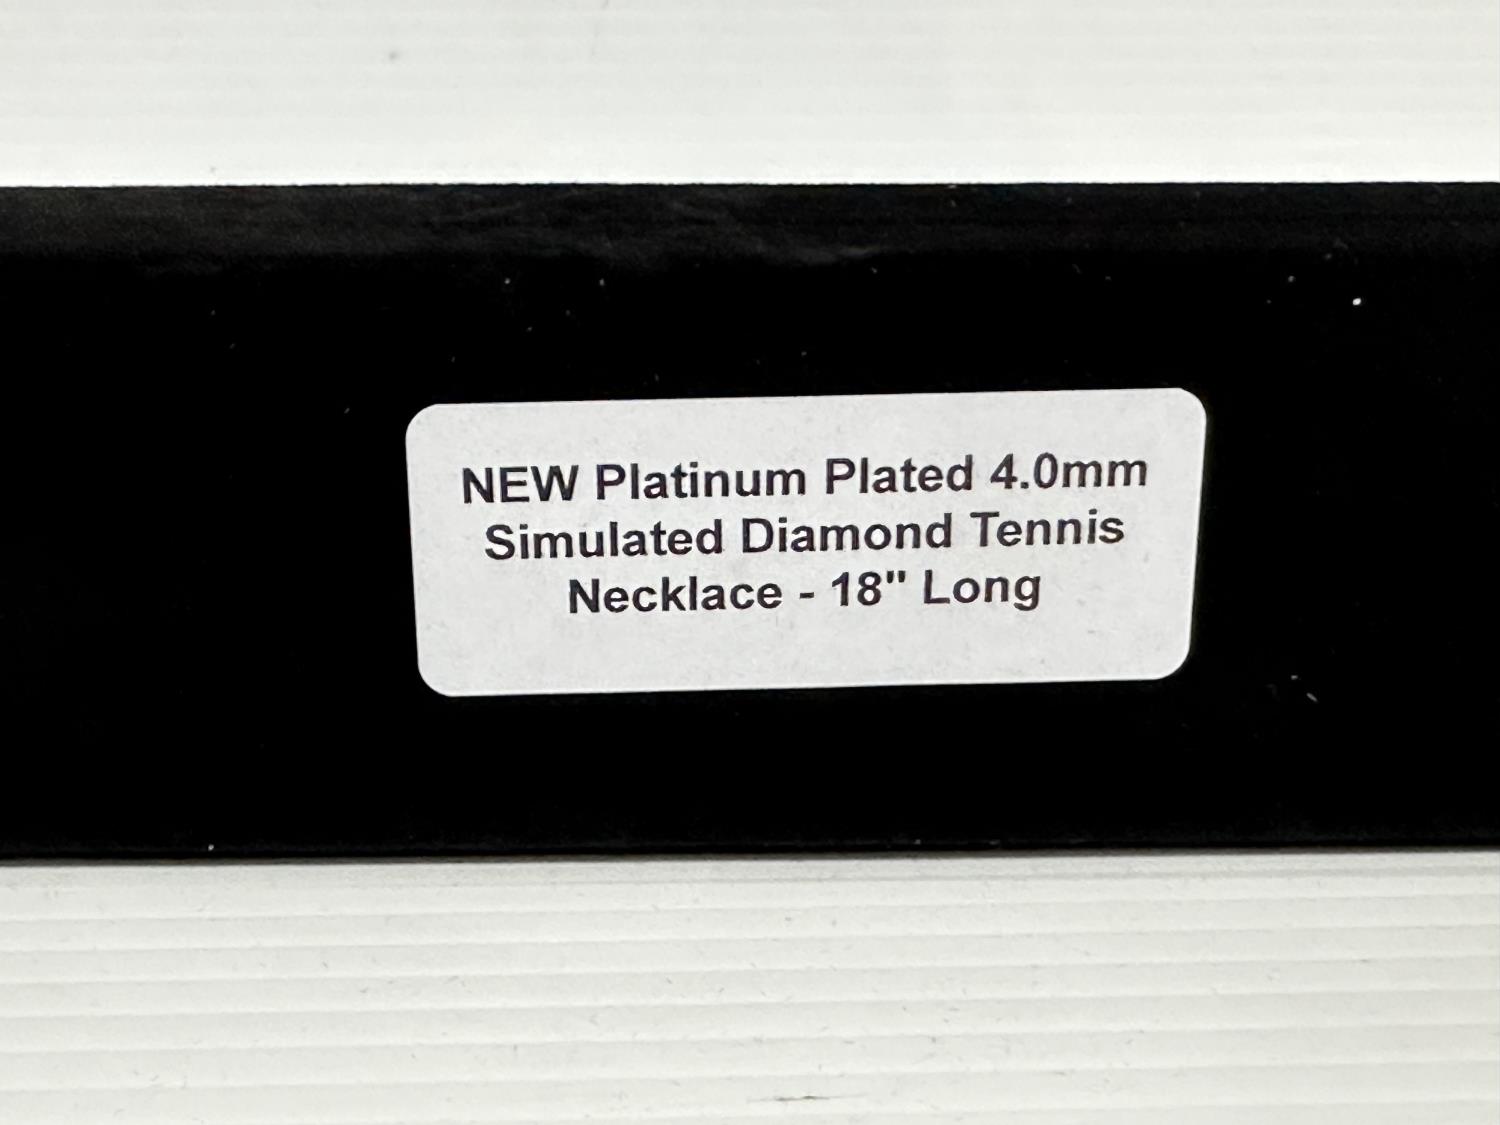 NEW Platinum Plated 4.0mm
Simulated Diamond Tennis
Necklace - 18" Long